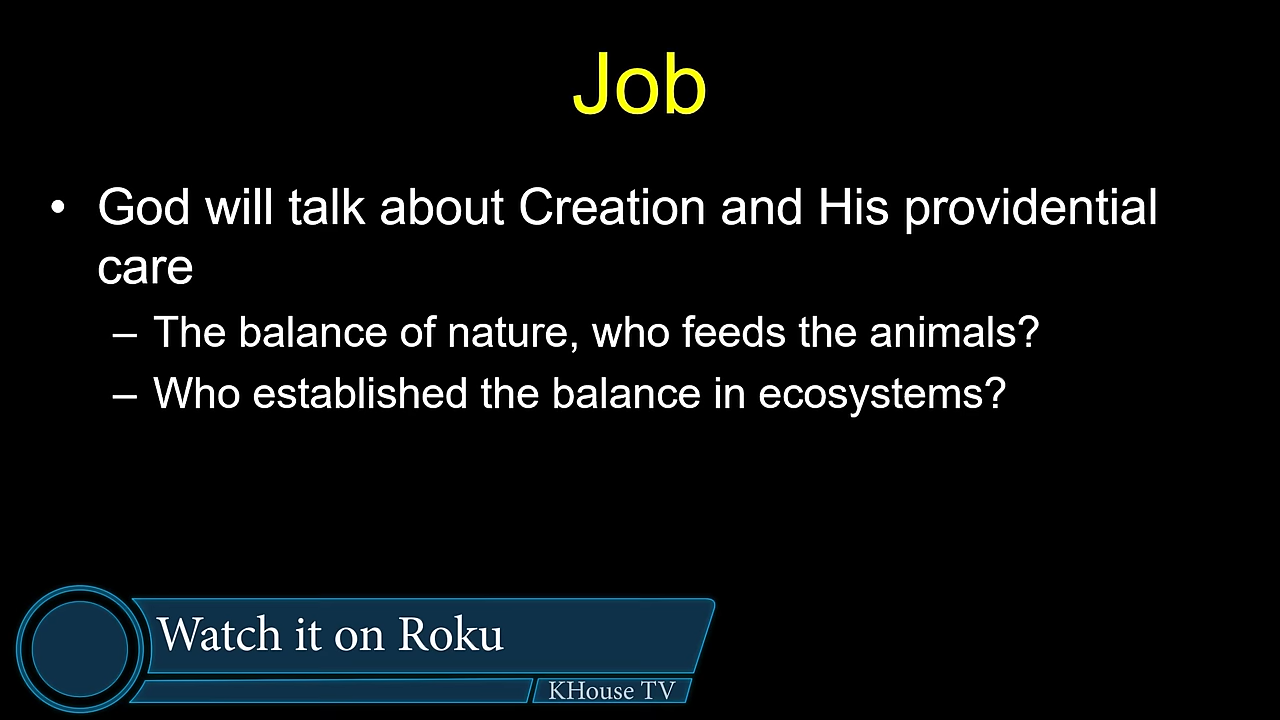 Job
• God will talk about Creation and His providential
care
– The balance of nature, who feeds the animals?
– Who established the balance in ecosystems?
Watch it on Roku
KHouse TV